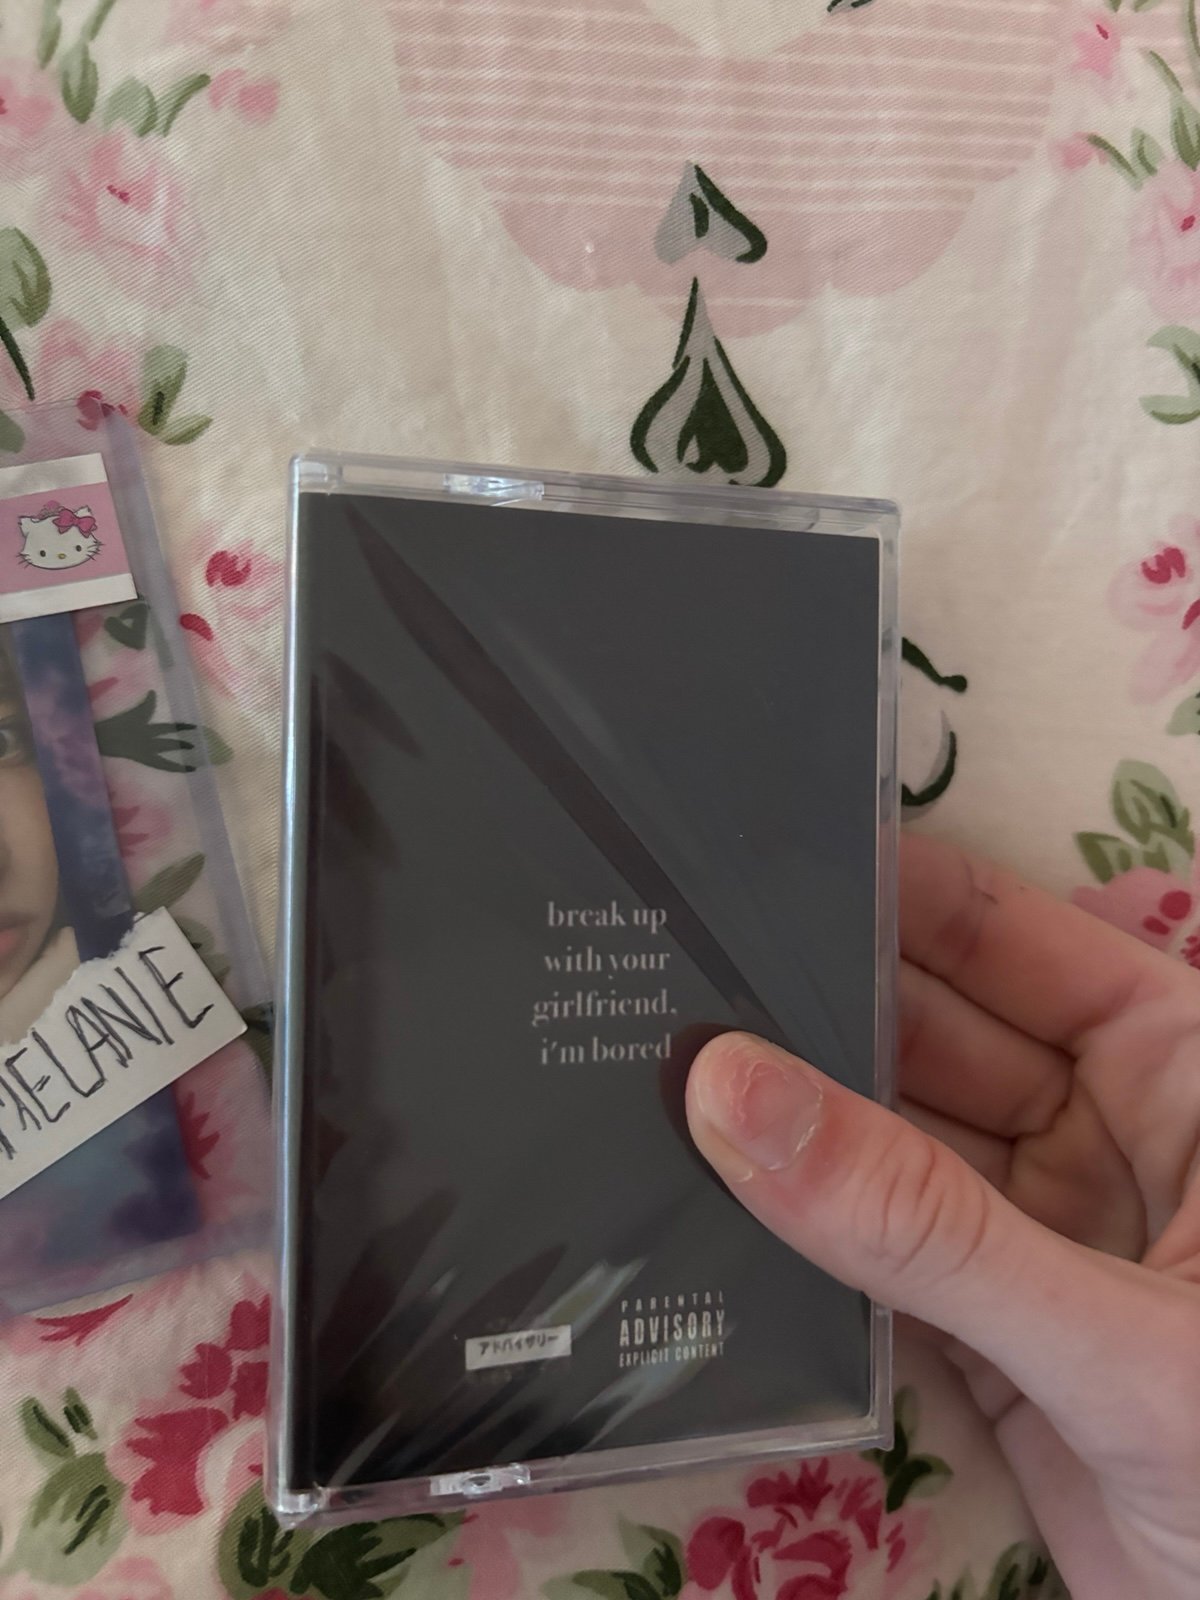 break up
with your
girlfriend,
i'm bored
アドバイザリー
PARENTAL
ADVISORY
EXPLICIT CONTENT
MELANIE